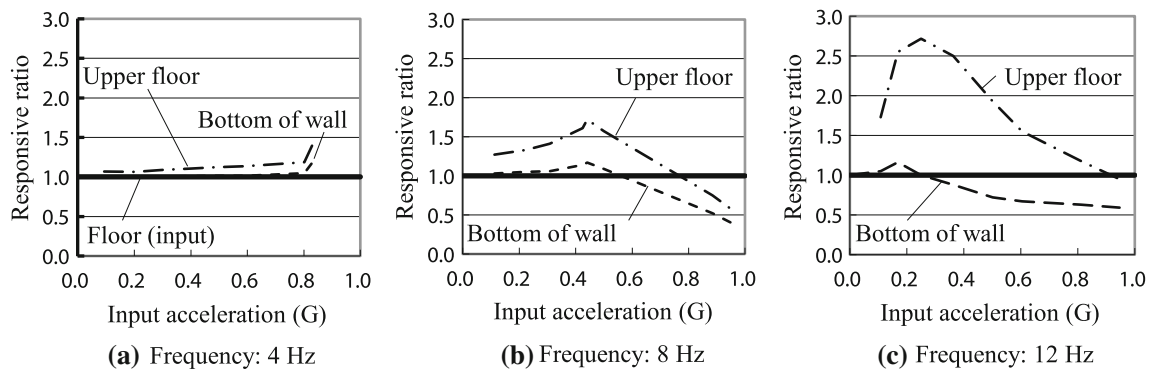 Responsive ratio
3.0
2.5
2.0
1.5
1.0
0.5
0.0
Upper floor
Bottom of wall
Floor (input)
0.0 0.2 0.4 0.6 0.8 1.0
Input acceleration (G)
(a) Frequency: 4 Hz
Responsive ratio
3.0
2.5
2.0
1.5
1.0
0.5
0.0
Upper floor
Bottom of wall
0.0 0.2 0.4 0.6 0.8 1.0
Input acceleration (G)
(b) Frequency: 8 Hz
Responsive ratio
3.0
2.5
2.0
1.5
1.0
0.5
0.0
Upper floor
Bottom of wall
0.0 0.2 0.4 0.6 0.8 1.0
Input acceleration (G)
(c) Frequency: 12 Hz